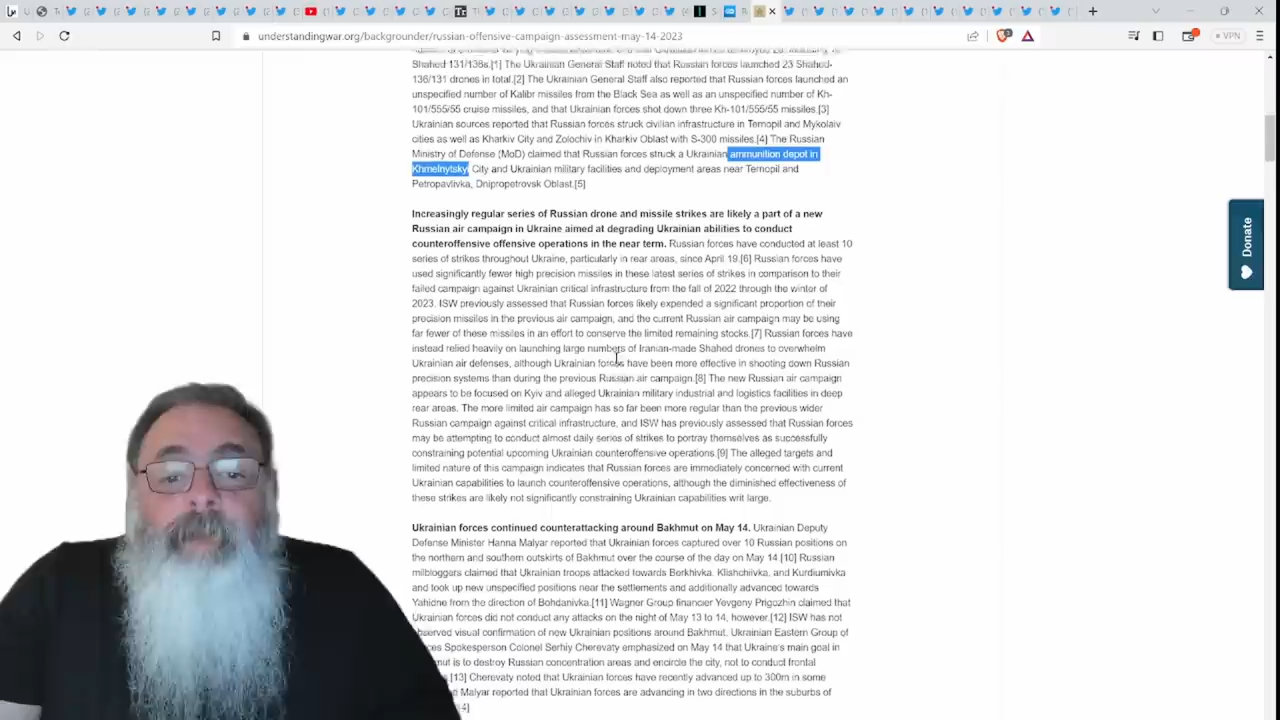 understandingwar.org/backgrounder/russian-offensive-campaign-assessment-may-14-2023
VPN
Shahed 131/136s.[1] The Ukrainian General Staff noted that Russian forces launched 23 Shahed-
136/131 drones in total.[2] The Ukrainian General Staff also reported that Russian forces launched an
unspecified number of Kalibr missiles from the Black Sea as well as an unspecified number of Kh-
101/555/55 cruise missiles, and that Ukrainian forces shot down three Kh-101/555/55 missiles.[3]
Ukrainian sources reported that Russian forces struck civilian infrastructure in Ternopil and Mykolaiv
cities as well as Kharkiv City and Zolochiv in Kharkiv Oblast with S-300 missiles.[4] The Russian
Ministry of Defense (MoD) claimed that Russian forces struck a Ukrainian ammunition depot in
Khmelnytsky City and Ukrainian military facilities and deployment areas near Ternopil and
Petropavlivka, Dnipropetrovsk Oblast.[5]
Increasingly regular series of Russian drone and missile strikes are likely a part of a new
Russian air campaign in Ukraine aimed at degrading Ukrainian abilities to conduct
counteroffensive offensive operations in the near term. Russian forces have conducted at least 10
series of strikes throughout Ukraine, particularly in rear areas, since April 19.[6] Russian forces have
used significantly fewer high precision missiles in these latest series of strikes in comparison to their
failed campaign against Ukrainian critical infrastructure from the fall of 2022 through the winter of
2023. ISW previously assessed that Russian forces likely expended a significant proportion of their
precision missiles in the previous air campaign, and the current Russian air campaign may be using
far fewer of these missiles in an effort to conserve the limited remaining stocks.[7] Russian forces have
instead relied heavily on launching large numbers of Iranian-made Shahed drones to overwhelm
Ukrainian air defenses, although Ukrainian forces have been more effective in shooting down Russian
precision systems than during the previous Russian air campaign.[8] The new Russian air campaign
appears to be focused on Kyiv and alleged Ukrainian military industrial and logistics facilities in deep
rear areas. The more limited air campaign has so far been more regular than the previous wider
Russian campaign against critical infrastructure, and ISW has previously assessed that Russian forces
may be attempting to conduct almost daily series of strikes to portray themselves as successfully
constraining potential upcoming Ukrainian counteroffensive operations.[9] The alleged targets and
limited nature of this campaign indicates that Russian forces are immediately concerned with current
Ukrainian capabilities to launch counteroffensive operations, although the diminished effectiveness of
these strikes are likely not significantly constraining Ukrainian capabilities writ large.
Ukrainian forces continued counterattacking around Bakhmut on May 14. Ukrainian Deputy
Defense Minister Hanna Malyar reported that Ukrainian forces captured over 10 Russian positions on
the northern and southern outskirts of Bakhmut over the course of the day on May 14.[10] Russian
milbloggers claimed that Ukrainian troops attacked towards Berkhivka, Klishchiivka, and Kurdiumivka
and took up new unspecified positions near the settlements and additionally advanced towards
Yahidne from the direction of Bohdanivka.[11] Wagner Group financier Yevgeny Prigozhin claimed that
Ukrainian forces did not conduct any attacks on the night of May 13 to 14, however.[12] ISW has not
observed visual confirmation of new Ukrainian positions around Bakhmut. Ukrainian Eastern Group of
ces Spokesperson Colonel Serhiy Cherevaty emphasized on May 14 that Ukraine's main goal in
mut is to destroy Russian concentration areas and encircle the city, not to conduct frontal
[13] Cherevaty noted that Ukrainian forces have recently advanced up to 300m in some
Malyar reported that Ukrainian forces are advancing in two directions in the suburbs of
4]
Donate